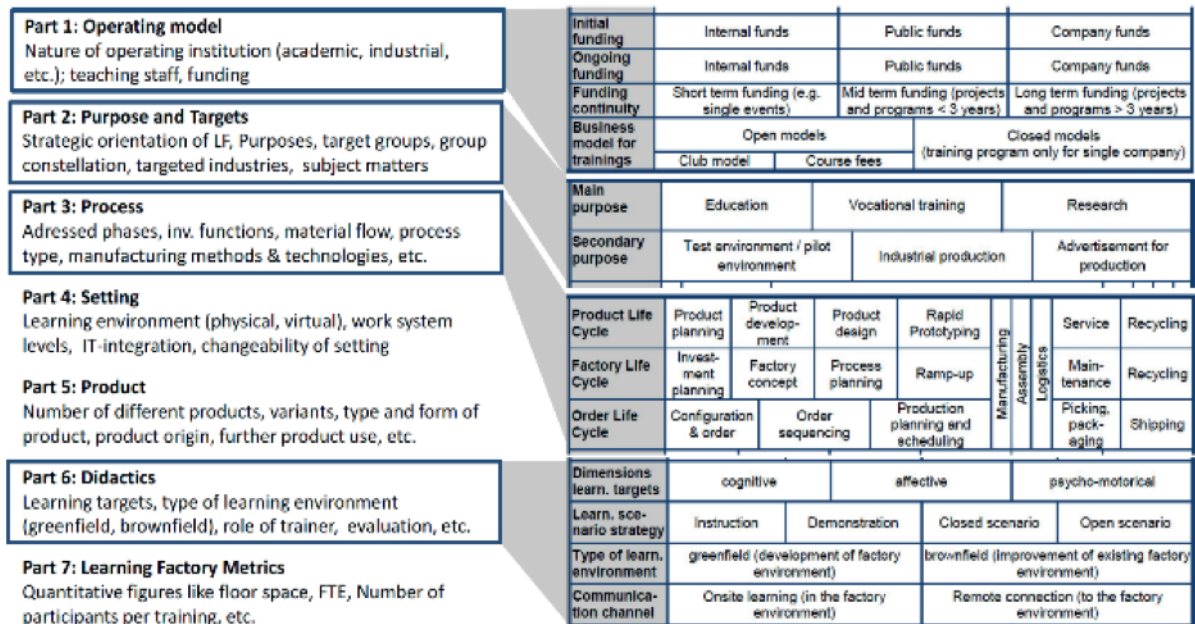 Part 1: Operating model
Nature of operating institution (academic, industrial,
etc.); teaching staff, funding
Part 2: Purpose and Targets
Strategic orientation of LF, Purposes, target groups, group
constellation, targeted industries, subject matters
Part 3: Process
Adressed phases, inv. functions, material flow, process
type, manufacturing methods & technologies, etc.
Part 4: Setting
Learning environment (physical, virtual), work system
levels, IT-integration, changeability of setting
Part 5: Product
Number of different products, variants, type and form of
product, product origin, further product use, etc.
Part 6: Didactics
Learning targets, type of learning environment
(greenfield, brownfield), role of trainer, evaluation, etc.
Part 7: Learning Factory Metrics
Quantitative figures like floor space, FTE, Number of
participants per training, etc.
Initial
funding
Internal funds
Public funds
Company funds
Ongoing
funding
Internal funds
Public funds
Company funds
Funding
continuity
Short term funding (e.g.
single events)
Mid term funding (projects
and programs < 3 years)
Long term funding (projects
and programs > 3 years)
Business
model for
trainings
Open models
Club model
Course fees
Closed models
(training program only for single company)
Main
purpose
Education
Vocational training
Research
Secondary
purpose
Test environment / pilot
environment
Industrial production
Advertisement for
production
Product Life
Cycle
Product
planning
Product
develop-
ment
Product
design
Rapid
Prototyping
Manufacturing
Assembly
Logistics
Service
Recycling
Factory Life
Cycle
Invest-
ment
planning
Factory
concept
Process
planning
Ramp-up
Main-
tenance
Recycling
Order Life
Cycle
Configuration
& order
Order
sequencing
Production
planning and
scheduling
Picking,
pack-
aging
Shipping
Dimensions
learn. targets
cognitive
affective
psycho-motorical
Learn. sce-
nario strategy
Instruction
Demonstration
Closed scenario
Open scenario
Type of learn.
environment
greenfield (development of factory
environment)
brownfield (improvement of existing factory
environment)
Communica-
tion channel
Onsite learning (in the factory
environment)
Remote connection (to the factory
environment)